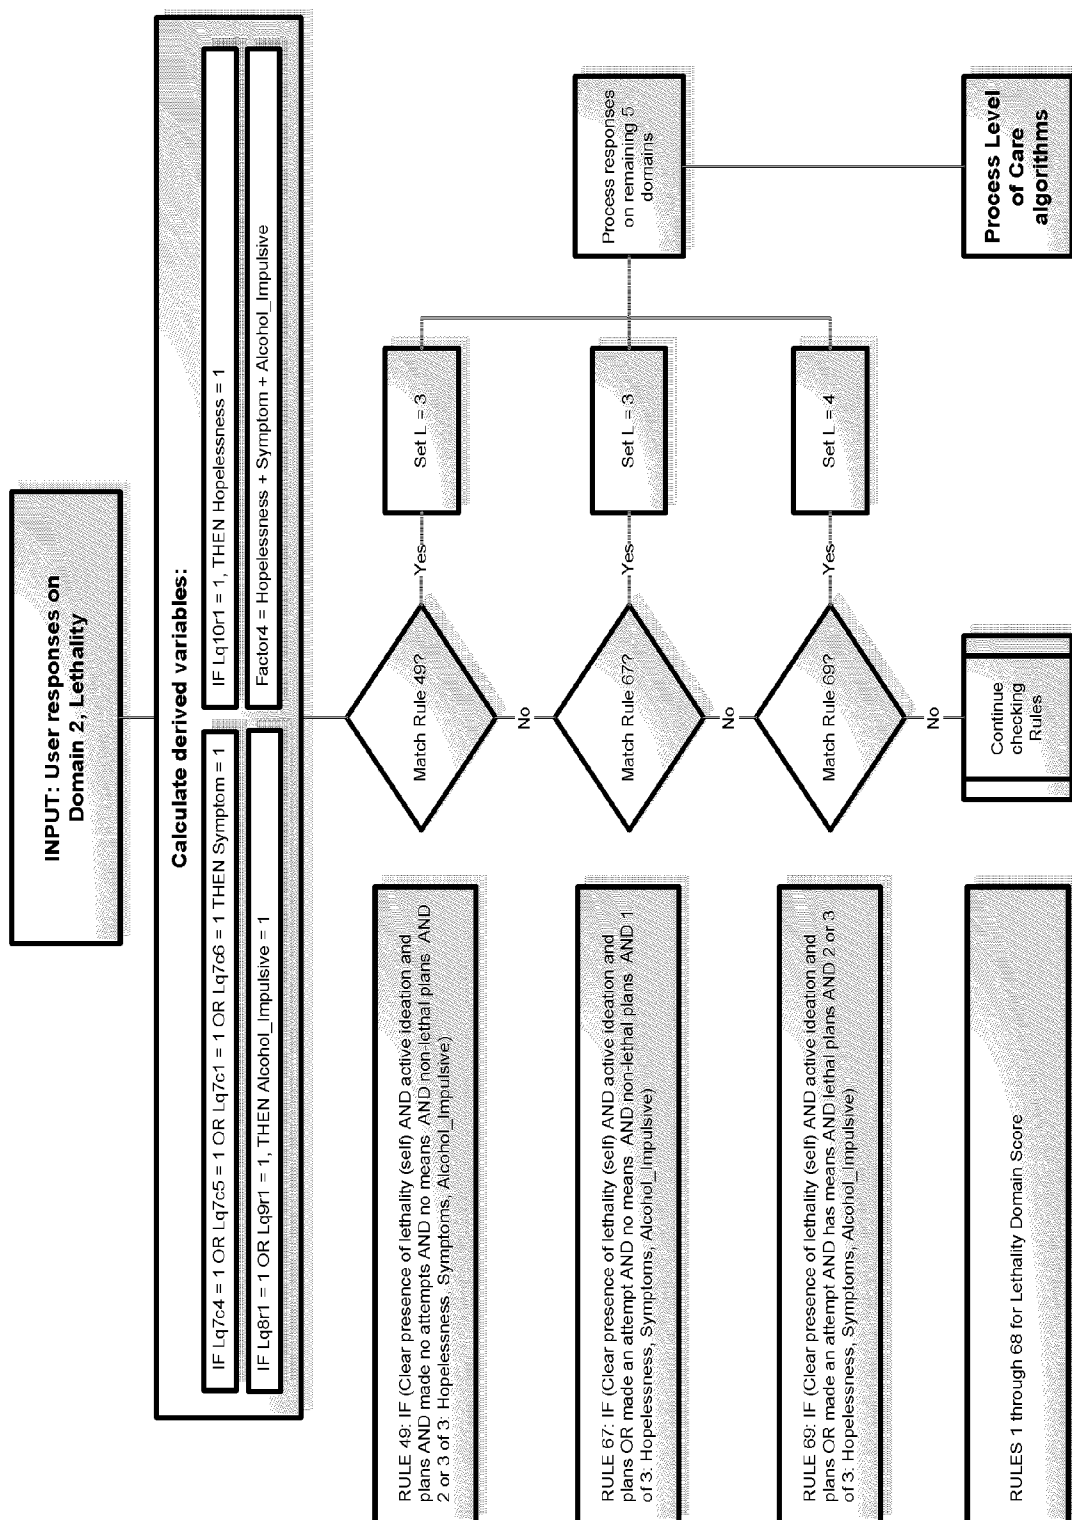 INPUT: User responses on
Domain 2, Lethality
Calculate derived variables:
IF Lq7c4 = 1 OR Lq7c5 = 1 OR Lq7c1 = 1 OR Lq7c6 = 1 THEN Symptom = 1
IF Lq10r1 = 1, THEN Hopelessness = 1
IF Lq8r1 = 1 OR Lq9r1 = 1, THEN Alcohol_Impulsive = 1
Factor4 = Hopelessness + Symptom + Alcohol_Impulsive
RULE 49: IF (Clear presence of lethality (self) AND active ideation and
plans AND made no attempts AND no means AND non-lethal plans AND
2 or 3 of 3: Hopelessness, Symptoms, Alcohol_Impulsive)
Match Rule 49?
Yes
Set L = 3
No
RULE 67: IF (Clear presence of lethality (self) AND active ideation and
plans OR made an attempt AND no means AND non-lethal plans AND 1
of 3: Hopelessness, Symptoms, Alcohol_Impulsive)
Match Rule 67?
Yes
Set L = 3
Process responses
on remaining 5
domains
No
RULE 69: IF (Clear presence of lethality (self) AND active ideation and
plans OR made an attempt AND has means AND lethal plans AND 2 or 3
of 3: Hopelessness, Symptoms, Alcohol_Impulsive)
Match Rule 69?
Yes
Set L = 4
No
RULES 1 through 68 for Lethality Domain Score
Continue
checking
Rules
Process Level
of Care
algorithms